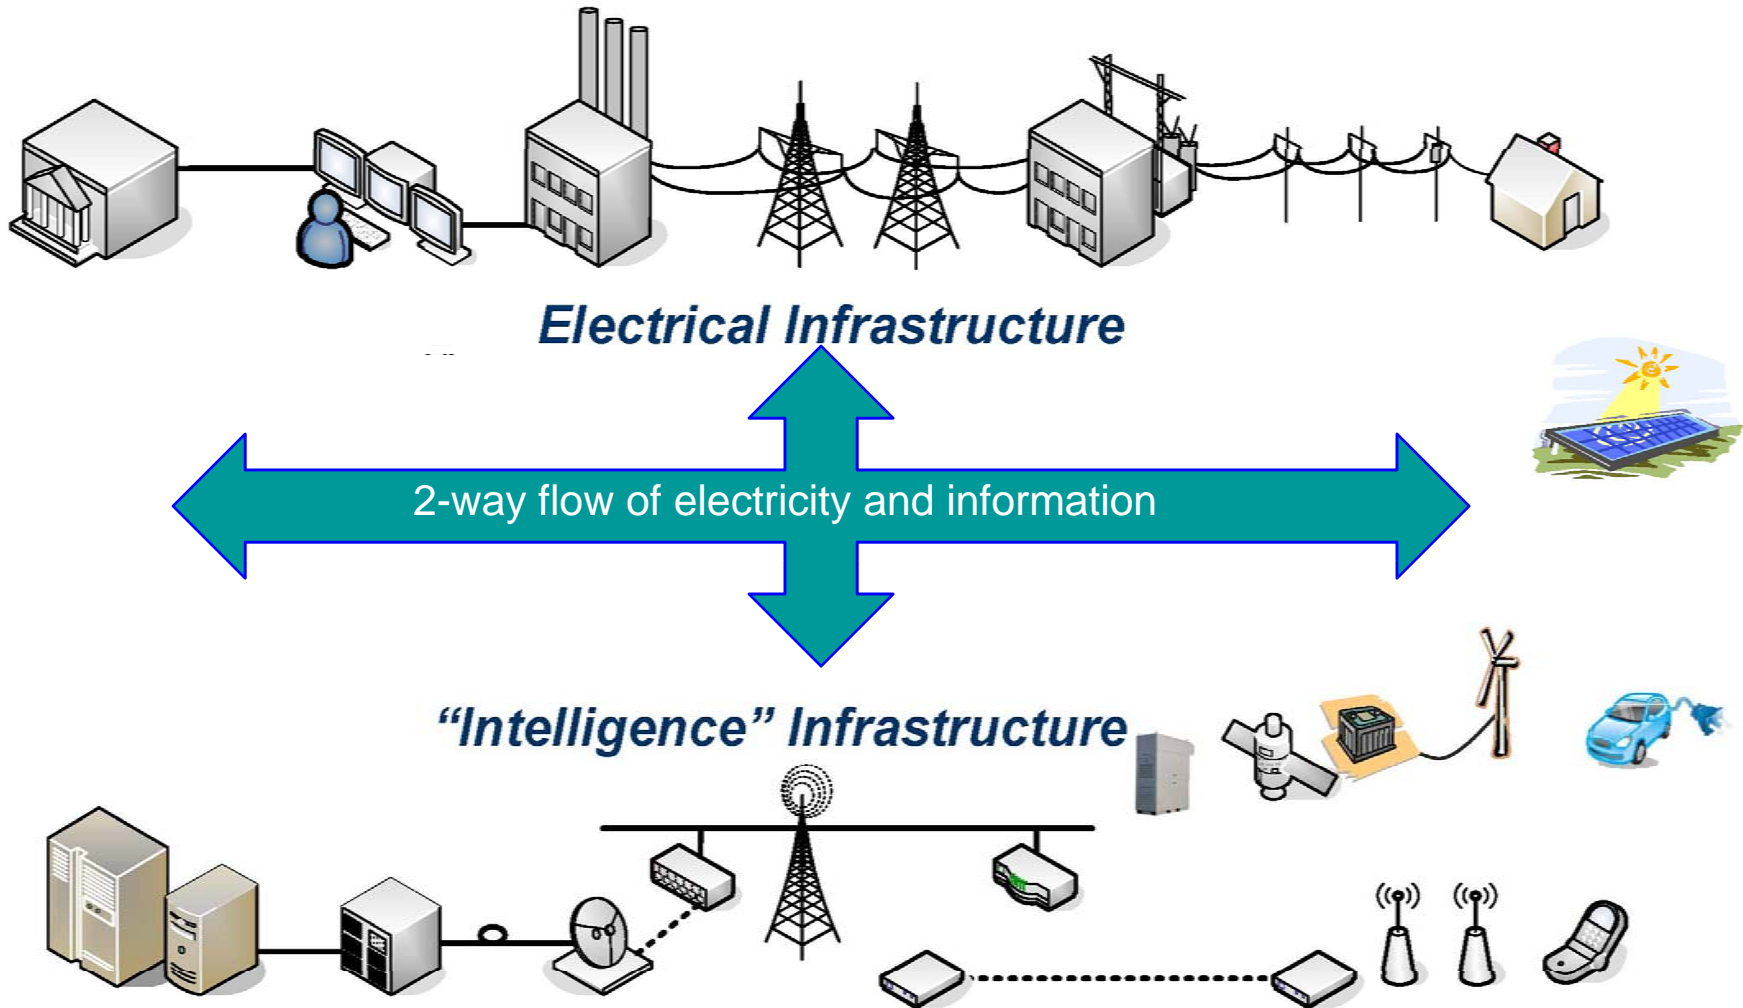 Electrical Infrastructure
2-way flow of electricity and information
“Intelligence” Infrastructure